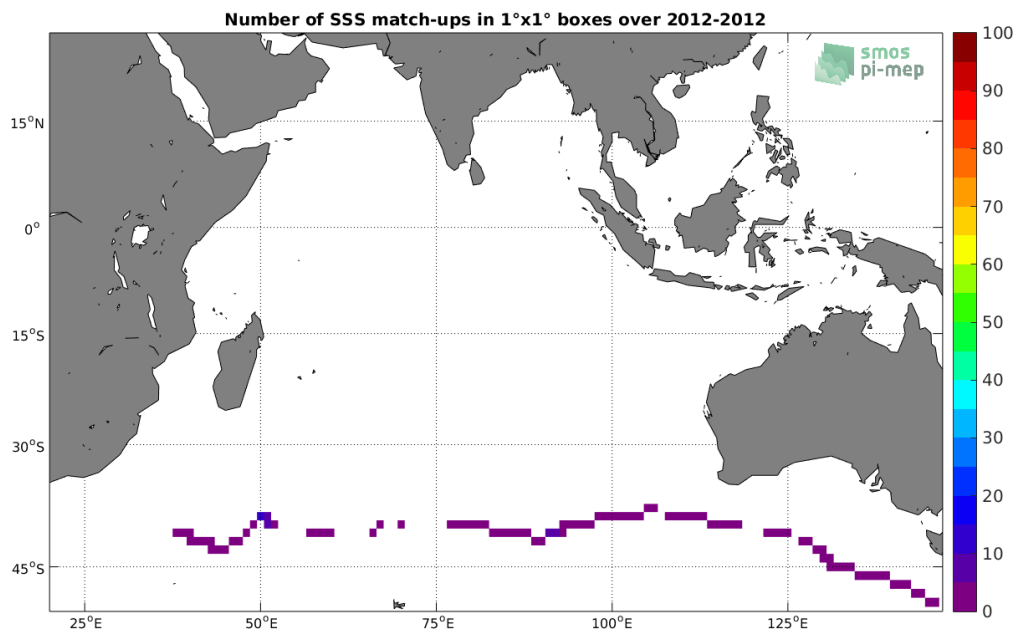 Number of SSS match-ups in 1°x1° boxes over 2012-2012
smos
pi-mep
15°N
0°
15°S
30°S
45°S
25°E
50°E
75°E
100°E
125°E
100
90
80
70
60
50
40
30
20
10
0